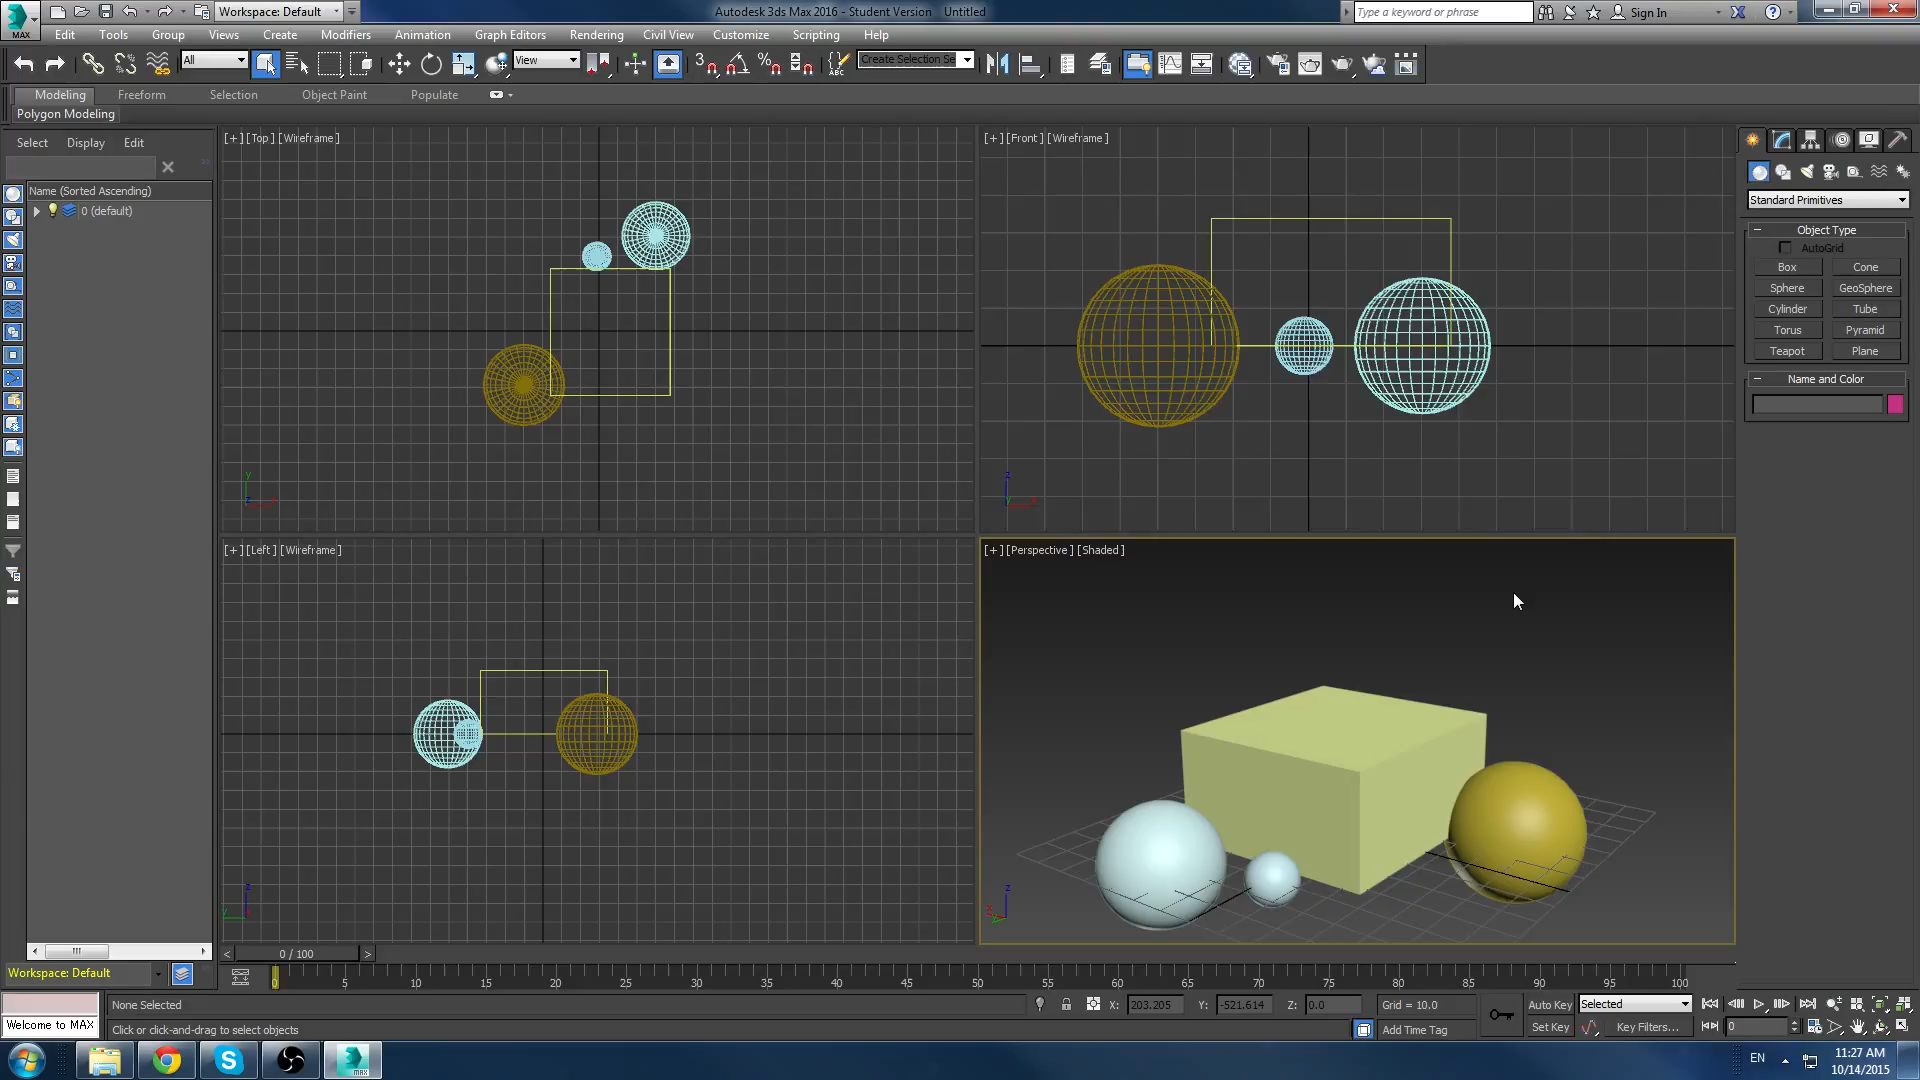 Workspace: Default
Autodesk 3ds Max 2016 - Student Version Untitled
Type a keyword or phrase
Sign In
MAX
Edit Tools Group Views Create Modifiers Animation Graph Editors Rendering Civil View Customize Scripting Help
All
View
3
%
ABC
Create Selection Se
Modeling Freeform Selection Object Paint Populate
Polygon Modeling
Select Display Edit
Name (Sorted Ascending)
0 (default)
[+] [Top] [Wireframe]
[+] [Front] [Wireframe]
[+] [Left] [Wireframe]
[+] [Perspective] [Shaded]
Standard Primitives
Object Type
AutoGrid
Box Cone
Sphere GeoSphere
Cylinder Tube
Torus Pyramid
Teapot Plane
Name and Color
0 / 100
Workspace: Default
0 5 10 15 20 25 30 35 40 45 50 55 60 65 70 75 80 85 90 95 100
None Selected
X: 203.205 Y: -521.614 Z: 0.0 Grid = 10.0
Auto Key Selected
Welcome to MAX
Click or click-and-drag to select objects
Add Time Tag
Set Key Key Filters... 0
EN
11:27 AM
10/14/2015